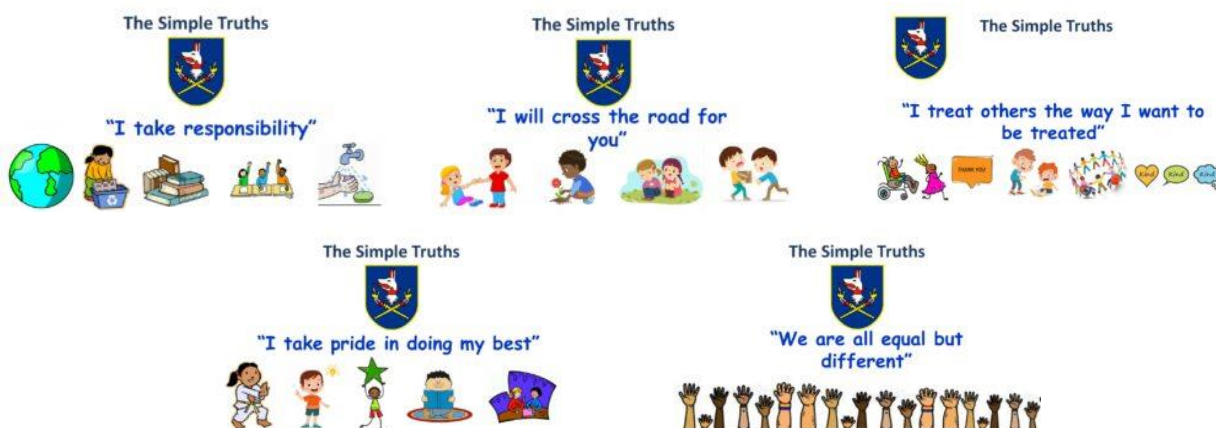 The Simple Truths
"I take responsibility"
The Simple Truths
"I will cross the road for
you"
The Simple Truths
"I treat others the way I want to
be treated"
THANK YOU
Kind
Kind
Kind
The Simple Truths
"I take pride in doing my best"
The Simple Truths
"We are all equal but
different"